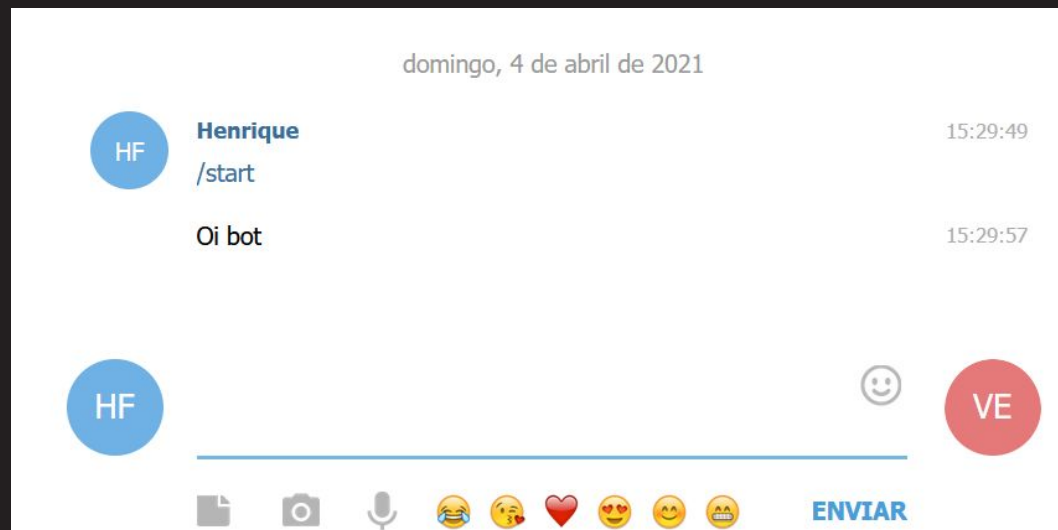 domingo, 4 de abril de 2021
HF
Henrique
15:29:49
/start
Oi bot
15:29:57
HF
VE
ENVIAR